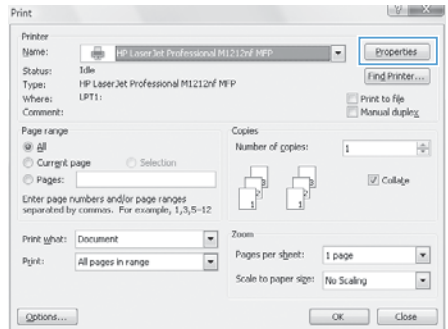 Print
Printer
Name: HP LaserJet Professional M1212nf MFP
Properties
Status: Idle
Type: HP LaserJet Professional M1212nf MFP
Find Printer...
Where: LPT1:
Print to file
Comment:
Manual duplex
Page range
All
Current page Selection
Pages:
Enter page numbers and/or page ranges
separated by commas. For example, 1,3,5-12
Copies
Number of copies: 1
Collate
Print what: Document
Print: All pages in range
Zoom
Pages per sheet: 1 page
Scale to paper size: No Scaling
Options...
OK Close